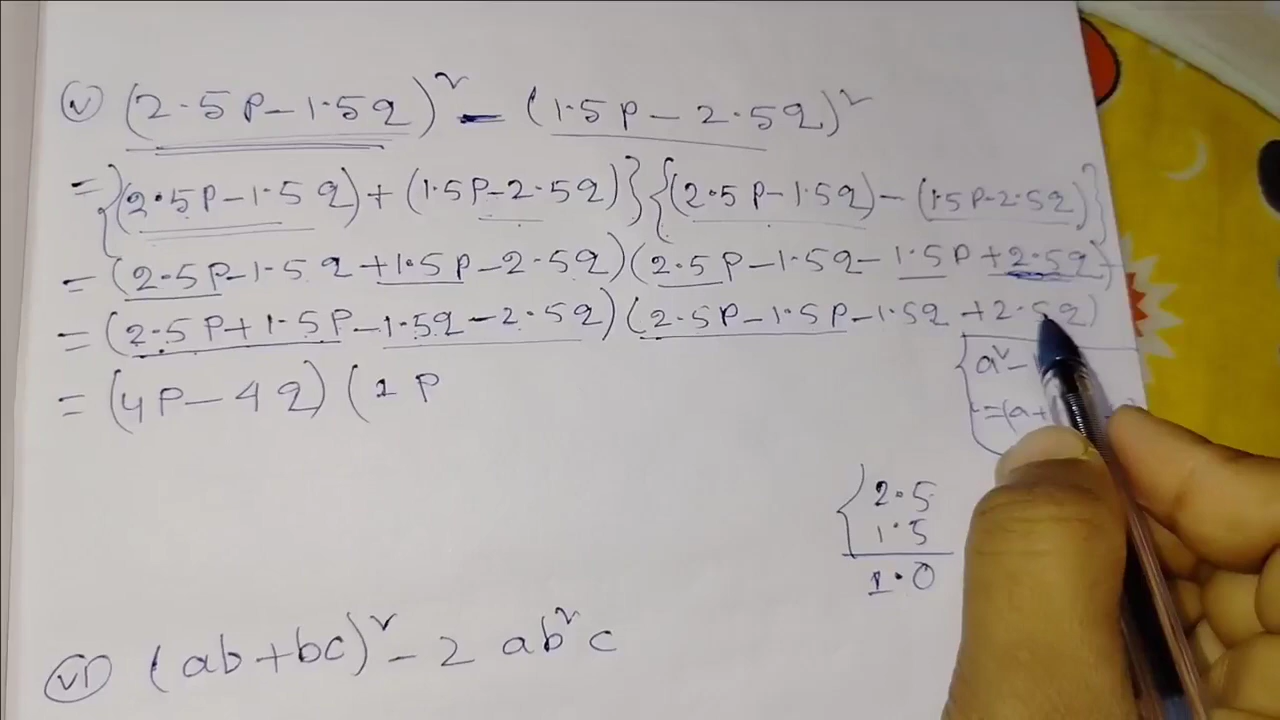 (v) (2.5p-1.5q)² - (1.5p-2.5q)²
= {(2.5p-1.5q)+(1.5p-2.5q)} {(2.5p-1.5q)-(1.5p-2.5q)}
= (2.5p-1.5q+1.5p-2.5q) (2.5p-1.5q-1.5p+2.5q)
= (2.5p+1.5p-1.5q-2.5q) (2.5p-1.5p-1.5q+2.5q)
= (4p-4q) (1p
a² -
= (a+
2.5
1.5
1.0
(vi) (ab+bc)² - 2ab²c